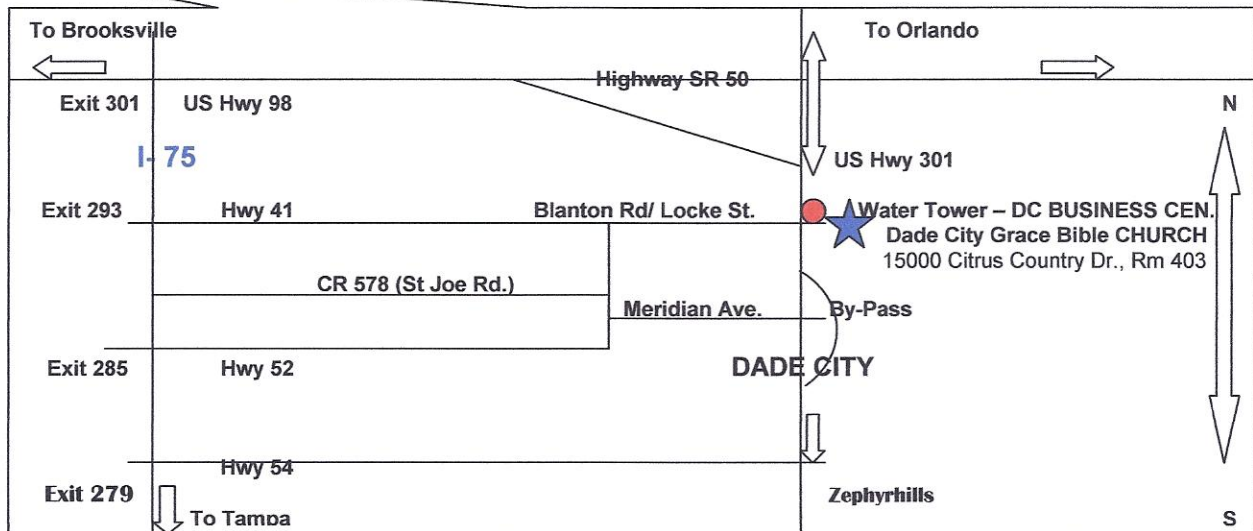 To Brooksville
To Orlando
Highway SR 50
Exit 301 US Hwy 98
N
I- 75
US Hwy 301
Exit 293 Hwy 41 Blanton Rd/ Locke St.
Water Tower – DC BUSINESS CEN.
Dade City Grace Bible CHURCH
15000 Citrus Country Dr., Rm 403
CR 578 (St Joe Rd.)
Meridian Ave.
By-Pass
Exit 285 Hwy 52
DADE CITY
Hwy 54
Exit 279
Zephyrhills
To Tampa
S